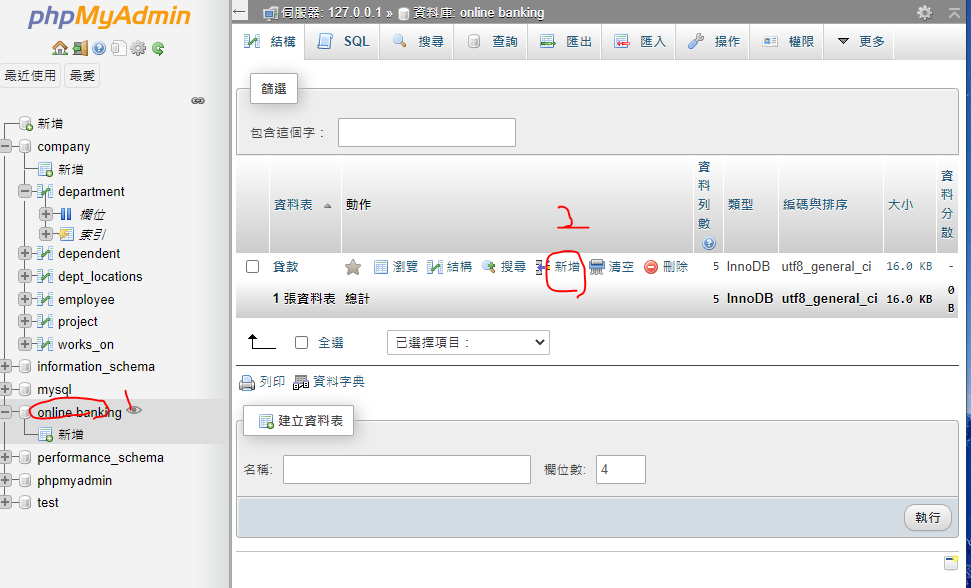 phpMyAdmin
最近使用 最愛
新增
company
新增
department
欄位
索引
dependent
dept_locations
employee
project
works_on
information_schema
mysql
online banking
新增
performance_schema
phpmyadmin
test
伺服器: 127.0.0.1 » 資料庫: online banking
結構 SQL 搜尋 查詢 匯出 匯入 操作 權限 更多
篩選
包含這個字：
資料表 動作 資料列數 類型 編碼與排序 大小 資料分散
2
貸款 瀏覽 結構 搜尋 新增 清空 刪除 5 InnoDB utf8_general_ci 16.0 KB -
1 張資料表 總計 5 InnoDB utf8_general_ci 16.0 KB 0 B
全選 已選擇項目：
列印 資料字典
建立資料表
名稱: 欄位數: 4
執行